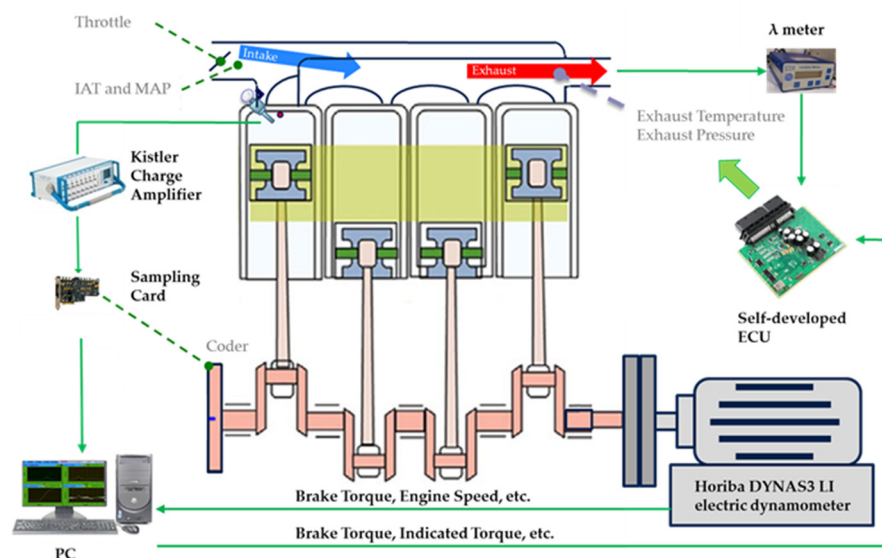 Throttle
Intake
IAT and MAP
Exhaust
λ meter
Exhaust Temperature
Exhaust Pressure
Kistler
Charge
Amplifier
Sampling
Card
Coder
Self-developed
ECU
Horiba DYNAS3 LI
electric dynamometer
Brake Torque, Engine Speed, etc.
Brake Torque, Indicated Torque, etc.
PC